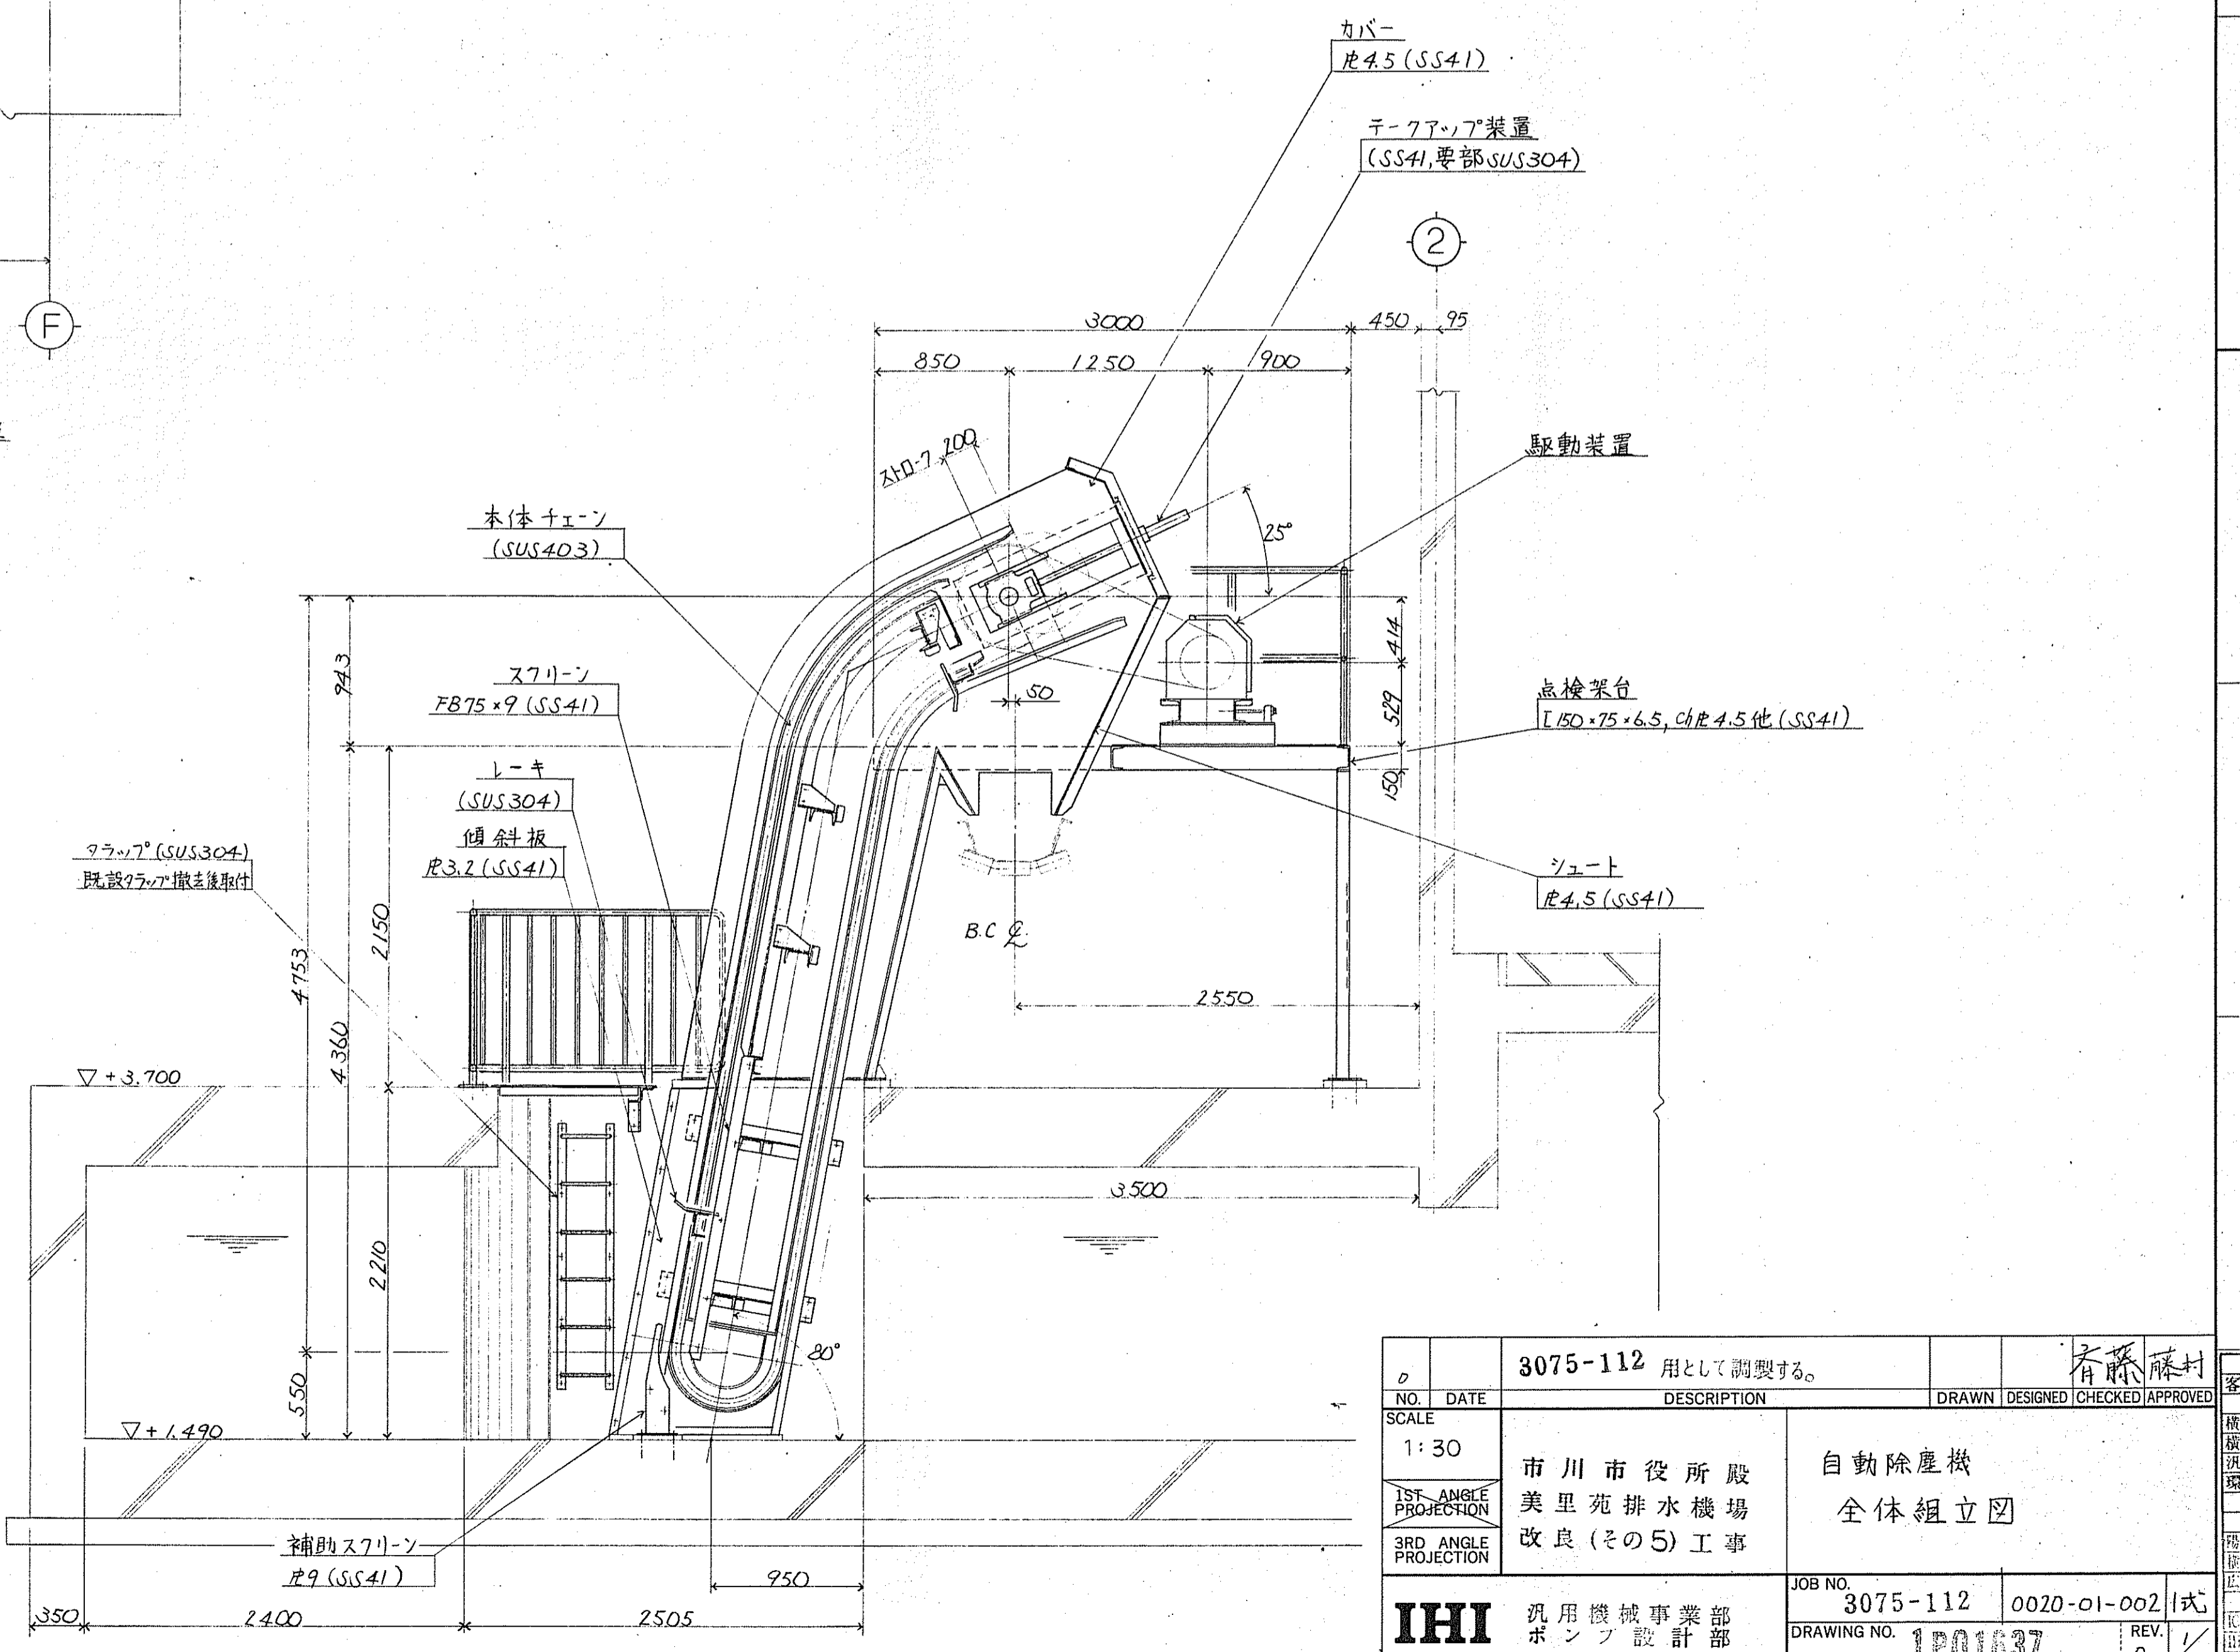 カバー
PL4.5 (SS41)
テークアップ装置
(SS41,要部SUS304)
2
F
3000
450
95
850
1250
900
ストローク 200
駆動装置
本体チェーン
(SUS403)
25°
943
414
スクリーン
FB75×9 (SS41)
50
529
点検架台
[150×75×6.5, ChPL4.5他 (SS41)
レーキ
(SUS304)
150
傾斜板
PL3.2 (SS41)
タラップ(SUS304)
既設タラップ撤去後取付
シュート
PL4.5 (SS41)
2150
B.C ℄
4753
2550
4360
▽+3.700
3500
2210
80°
550
▽+1.490
補助スクリーン
PL9 (SS41)
950
350
2400
2505
0
3075-112 用として調製する。
斉藤 藤村
NO. DATE DESCRIPTION DRAWN DESIGNED CHECKED APPROVED
SCALE
1:30
1ST ANGLE
PROJECTION
3RD ANGLE
PROJECTION
市川市役所殿
美里苑排水機場
改良(その5)工事
自動除塵機
全体組立図
IHI
汎用機械事業部
ポンプ設計部
JOB NO.
3075-112 0020-01-002 1式
DRAWING NO.
REV.